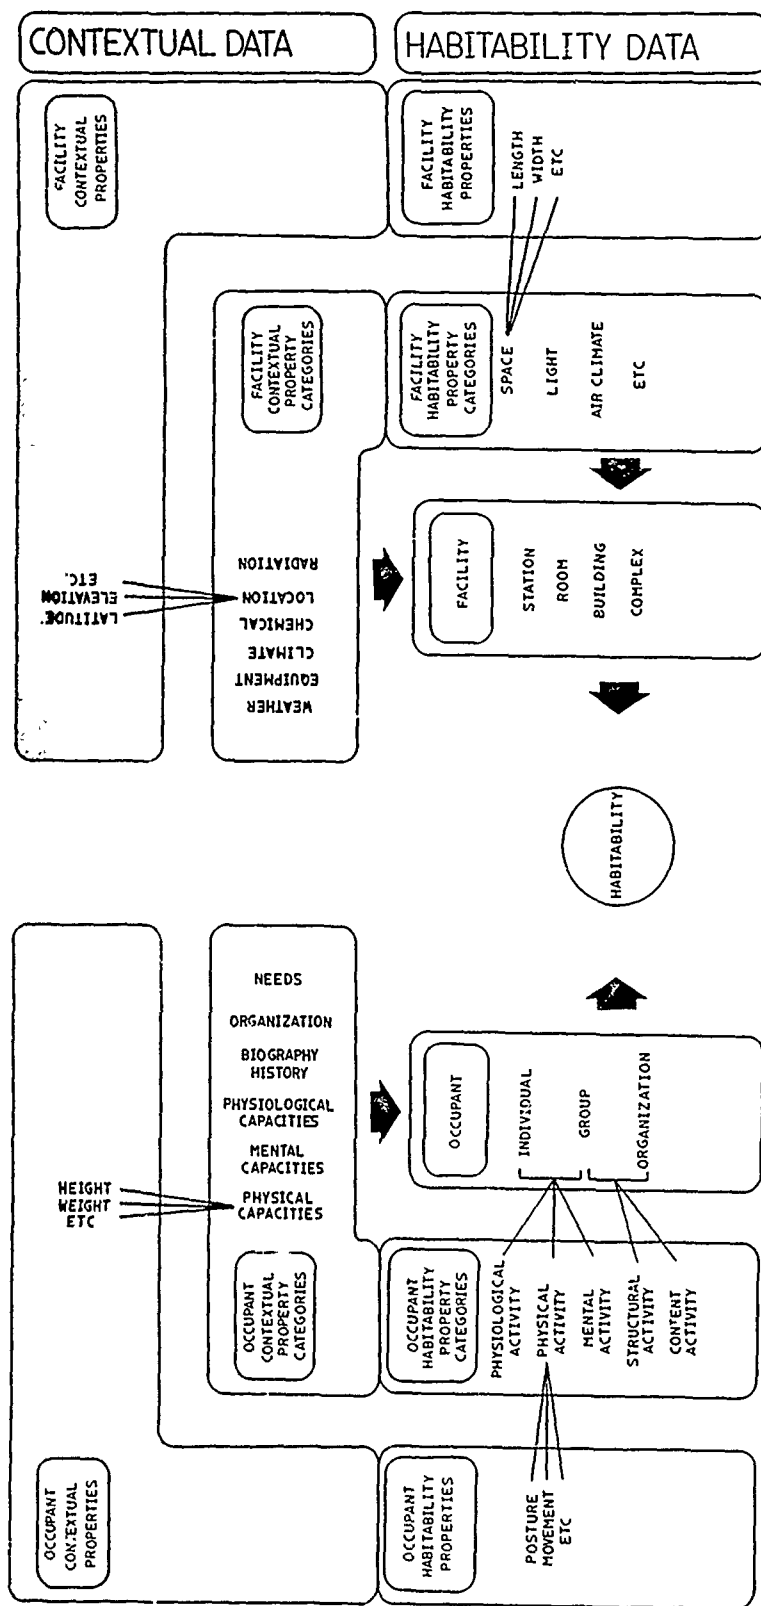 CONTEXTUAL DATA
HABITABILITY DATA
FACILITY
CONTEXTUAL
PROPERTIES
FACILITY
HABITABILITY
PROPERTIES
LENGTH
WIDTH
ETC
FACILITY
CONTEXTUAL
PROPERTY
CATEGORIES
FACILITY
HABITABILITY
PROPERTY
CATEGORIES
SPACE
LIGHT
AIR CLIMATE
ETC
LATITUDE
ELEVATION
ETC.
RADIATION
LOCATION
CHEMICAL
CLIMATE
EQUIPMENT
WEATHER
FACILITY
STATION
ROOM
BUILDING
COMPLEX
HABITABILITY
NEEDS
ORGANIZATION
BIOGRAPHY
HISTORY
PHYSIOLOGICAL
CAPACITIES
MENTAL
CAPACITIES
PHYSICAL
CAPACITIES
HEIGHT
WEIGHT
ETC
OCCUPANT
INDIVIDUAL
GROUP
ORGANIZATION
OCCUPANT
CONTEXTUAL
PROPERTY
CATEGORIES
OCCUPANT
HABITABILITY
PROPERTY
CATEGORIES
PHYSIOLOGICAL
ACTIVITY
PHYSICAL
ACTIVITY
MENTAL
ACTIVITY
STRUCTURAL
ACTIVITY
CONTENT
ACTIVITY
OCCUPANT
CONTEXTUAL
PROPERTIES
OCCUPANT
HABITABILITY
PROPERTIES
POSTURE
MOVEMENT
ETC